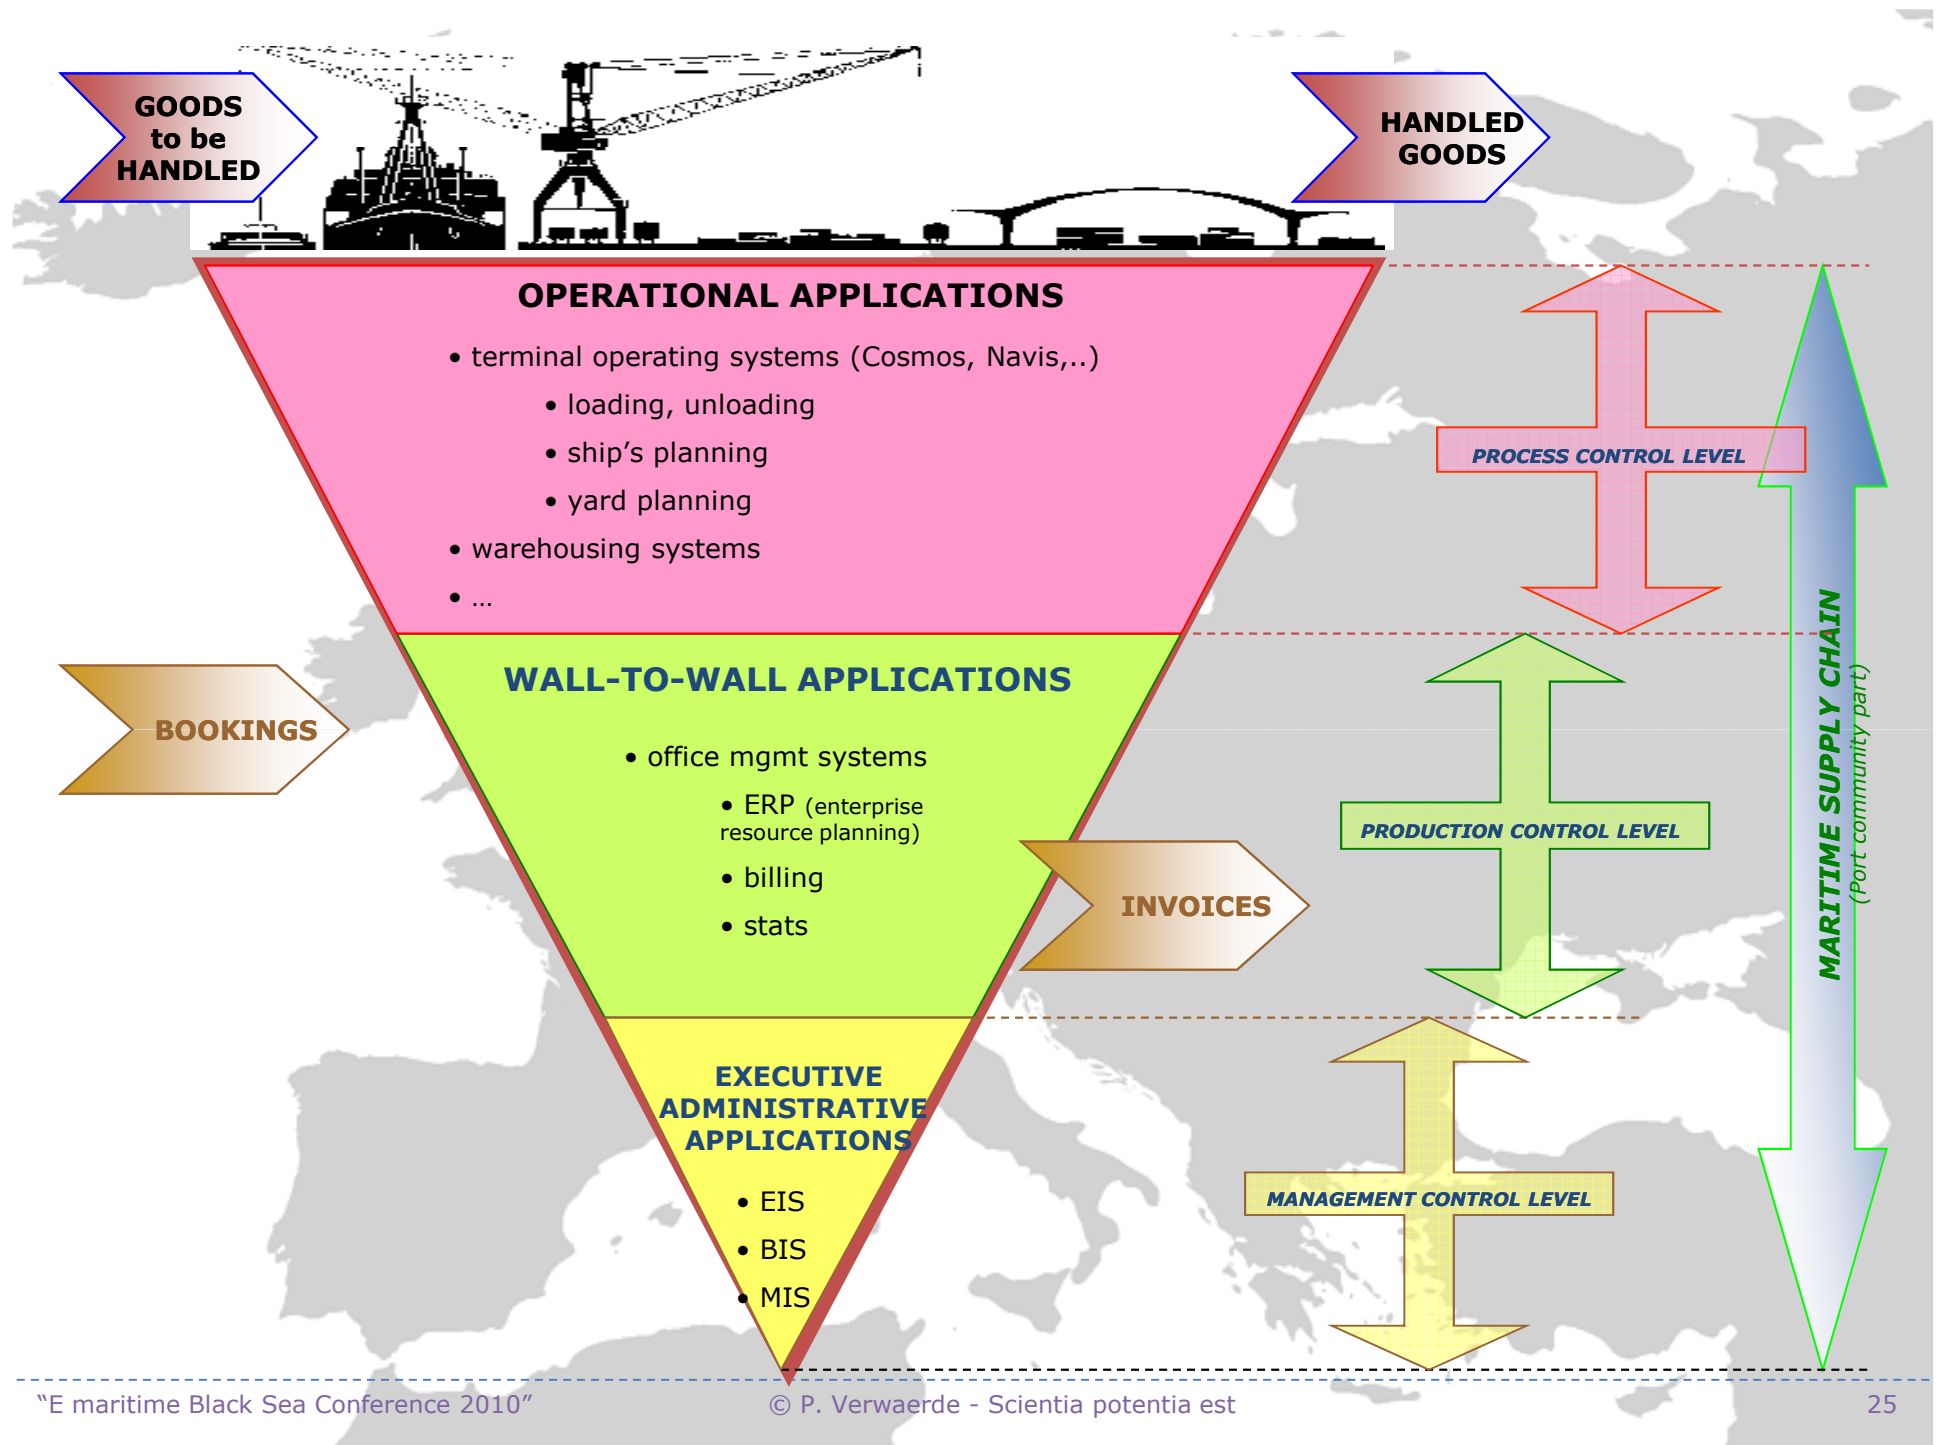 GOODS
to be
HANDLED
HANDLED
GOODS
OPERATIONAL APPLICATIONS
• terminal operating systems (Cosmos, Navis,..)
• loading, unloading
• ship’s planning
• yard planning
• warehousing systems
• …
PROCESS CONTROL LEVEL
WALL-TO-WALL APPLICATIONS
BOOKINGS
• office mgmt systems
• ERP (enterprise
resource planning)
• billing
• stats
INVOICES
PRODUCTION CONTROL LEVEL
MARITIME SUPPLY CHAIN
(Port community part)
EXECUTIVE
ADMINISTRATIVE
APPLICATIONS
• EIS
• BIS
• MIS
MANAGEMENT CONTROL LEVEL
“E maritime Black Sea Conference 2010”
© P. Verwaerde - Scientia potentia est
25